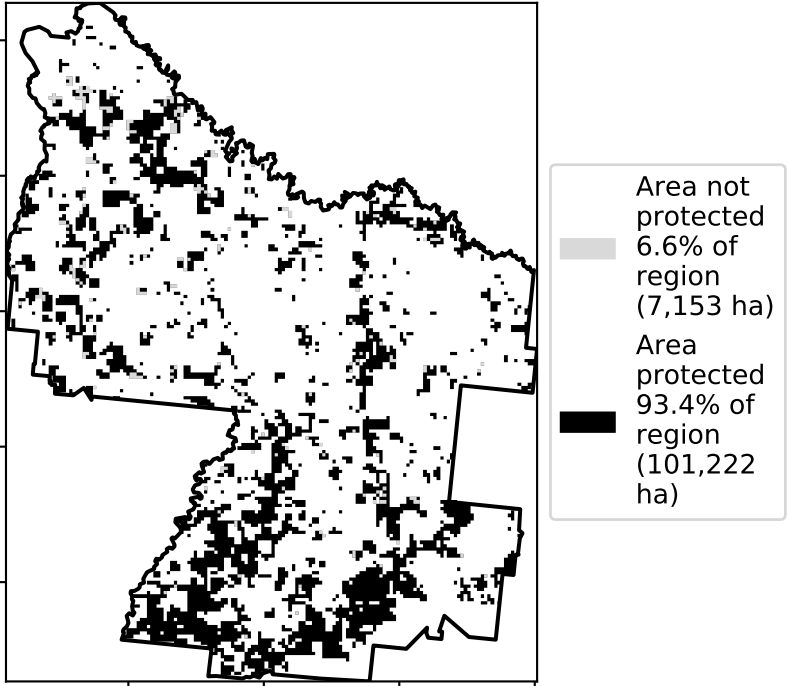 Area not
protected
6.6% of
region
(7,153 ha)
Area
protected
93.4% of
region
(101,222
ha)